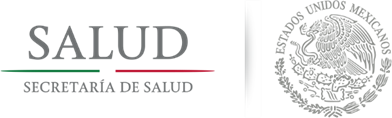 SALUD
SECRETARÍA DE SALUD
ESTADOS UNIDOS MEXICANOS